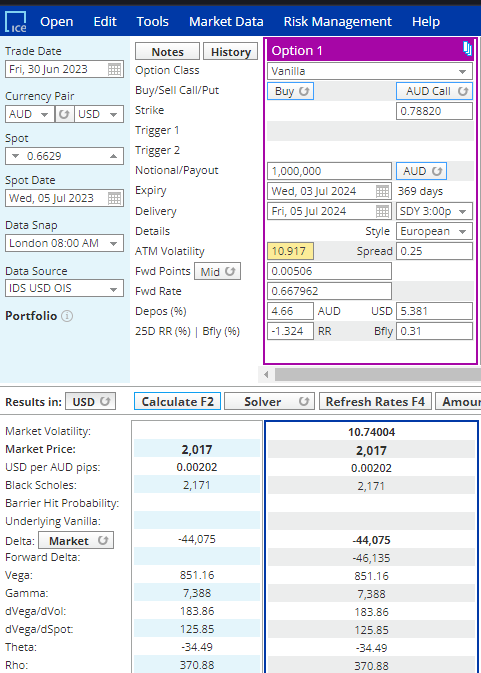 ICE Open Edit Tools Market Data Risk Management Help
Trade Date
Fri, 30 Jun 2023
Currency Pair
AUD USD
Spot
0.6629
Spot Date
Wed, 05 Jul 2023
Data Snap
London 08:00 AM
Data Source
IDS USD OIS
Portfolio i
Notes History Option 1
Option Class Vanilla
Buy/Sell Call/Put Buy AUD Call
Strike 0.78820
Trigger 1
Trigger 2
Notional/Payout 1,000,000 AUD
Expiry Wed, 03 Jul 2024 369 days
Delivery Fri, 05 Jul 2024 SDY 3:00p
Details Style European
ATM Volatility 10.917 Spread 0.25
Fwd Points Mid 0.00506
Fwd Rate 0.667962
Depos (%) 4.66 AUD USD 5.381
25D RR (%) | Bfly (%) -1.324 RR Bfly 0.31
Results in: USD Calculate F2 Solver Refresh Rates F4 Amour
Market Volatility: 10.74004
Market Price: 2,017 2,017
USD per AUD pips: 0.00202 0.00202
Black Scholes: 2,171 2,171
Barrier Hit Probability:
Underlying Vanilla:
Delta: Market -44,075 -44,075
Forward Delta: -46,135
Vega: 851.16 851.16
Gamma: 7,388 7,388
dVega/dVol: 183.86 183.86
dVega/dSpot: 125.85 125.85
Theta: -34.49 -34.49
Rho: 370.88 370.88